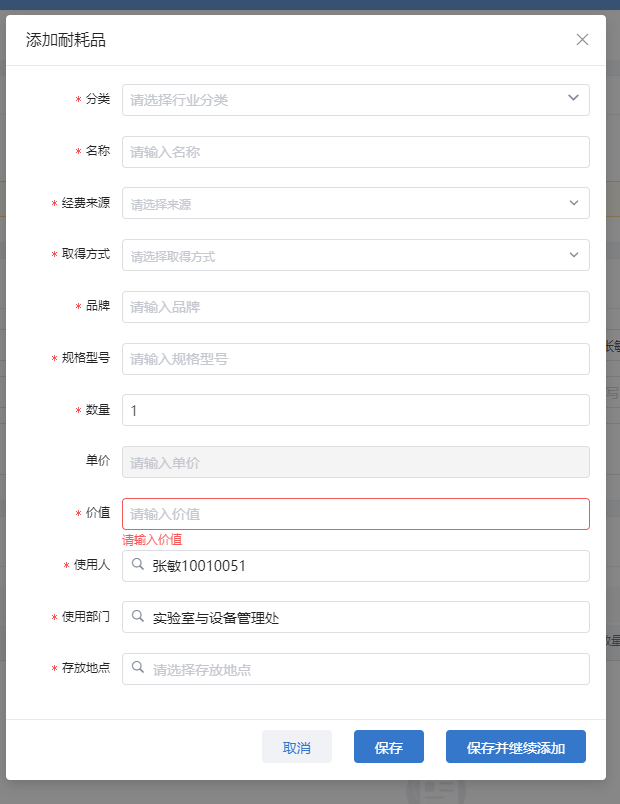 添加耐耗品
* 分类 请选择行业分类
* 名称 请输入名称
* 经费来源 请选择来源
* 取得方式 请选择取得方式
* 品牌 请输入品牌
* 规格型号 请输入规格型号
* 数量 1
单价 请输入单价
* 价值 请输入价值
请输入价值
* 使用人 张敏10010051
* 使用部门 实验室与设备管理处
* 存放地点 请选择存放地点
取消 保存 保存并继续添加